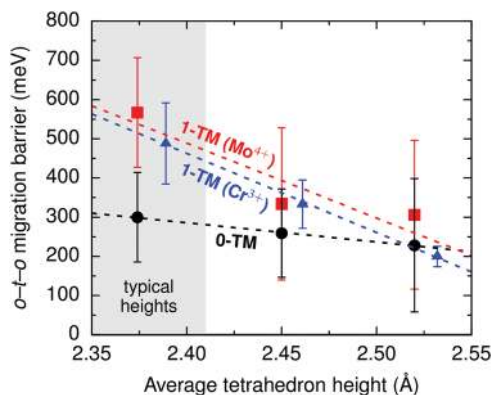 800
700
600
500
400
300
200
100
0
o–t–o migration barrier (meV)
1-TM (Mo⁴⁺)
1-TM (Cr³⁺)
0-TM
typical
heights
2.35 2.40 2.45 2.50 2.55
Average tetrahedron height (Å)